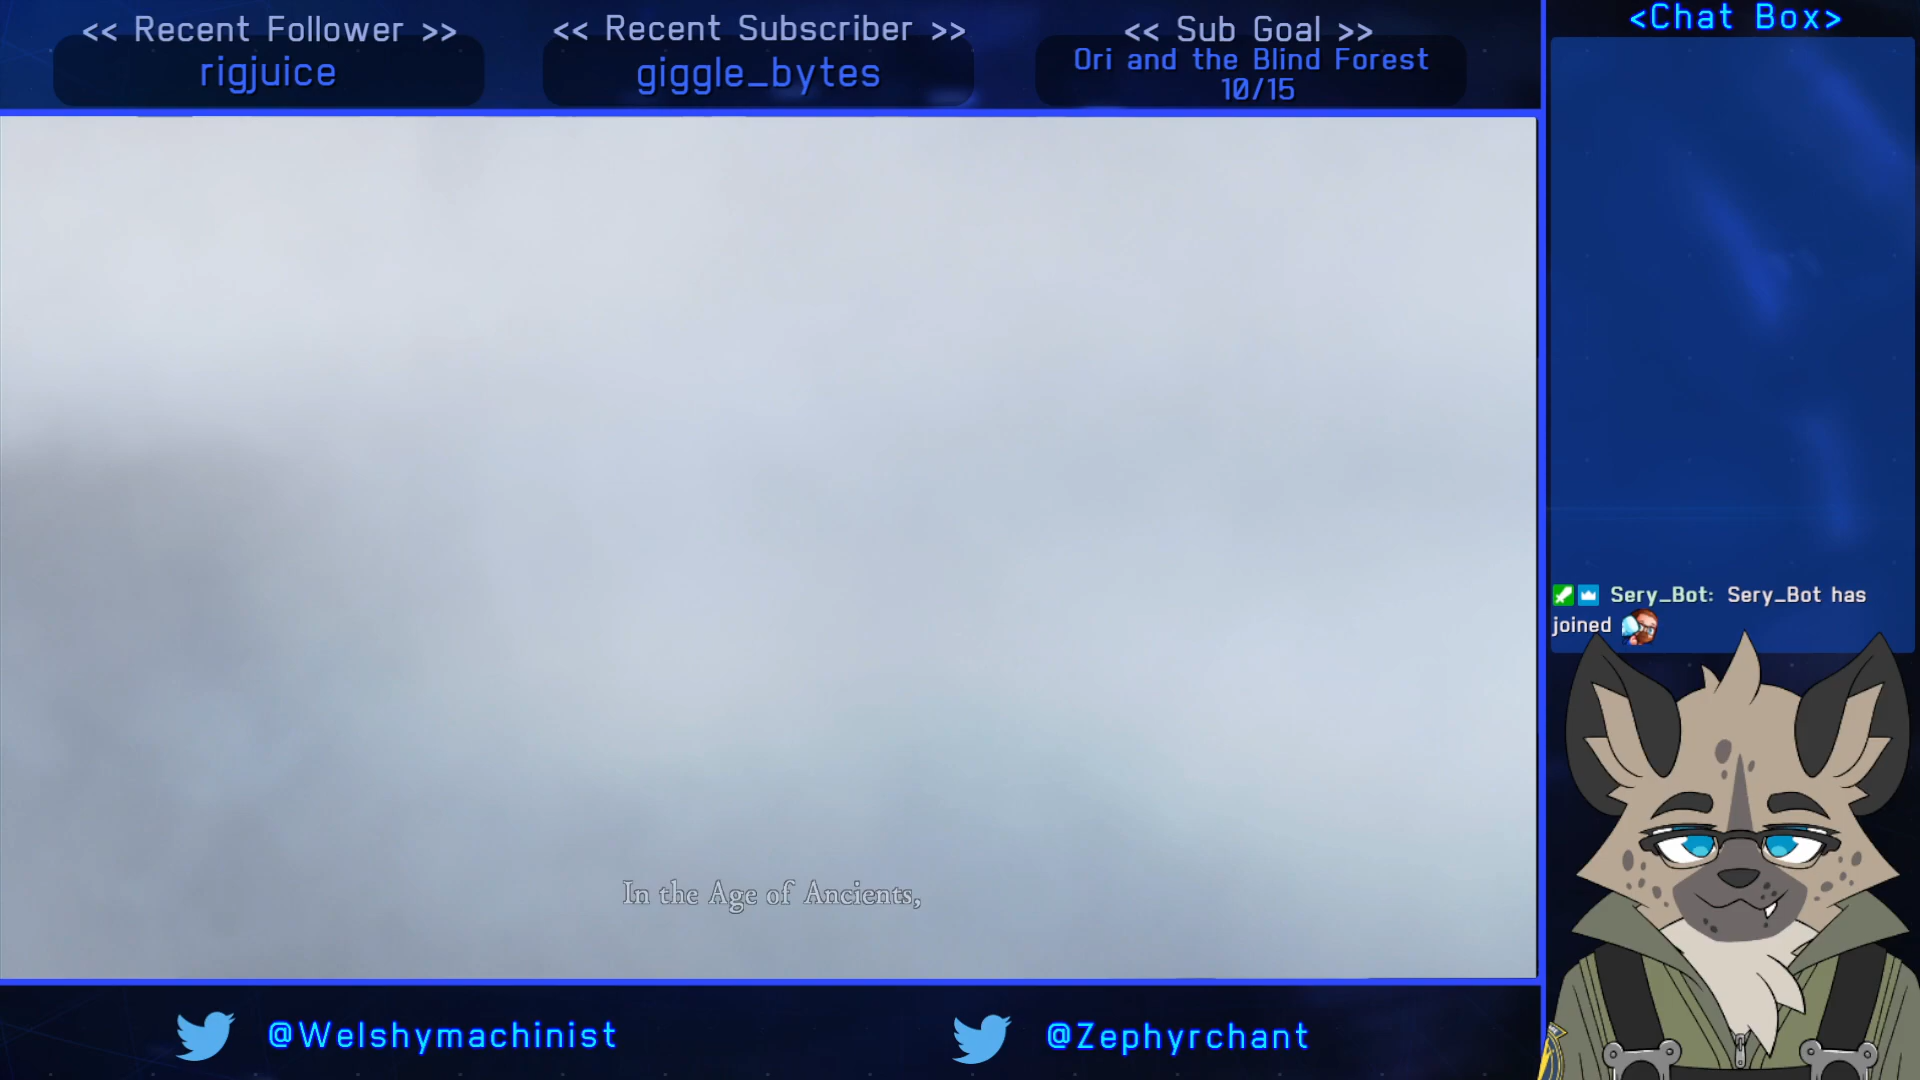 << Recent Follower >>
rigjuice
<< Recent Subscriber >>
giggle_bytes
<< Sub Goal >>
Ori and the Blind Forest
10/15
<Chat Box>
Sery_Bot: Sery_Bot has
joined
In the Age of Ancients,
@Welshymachinist
@Zephyrchant